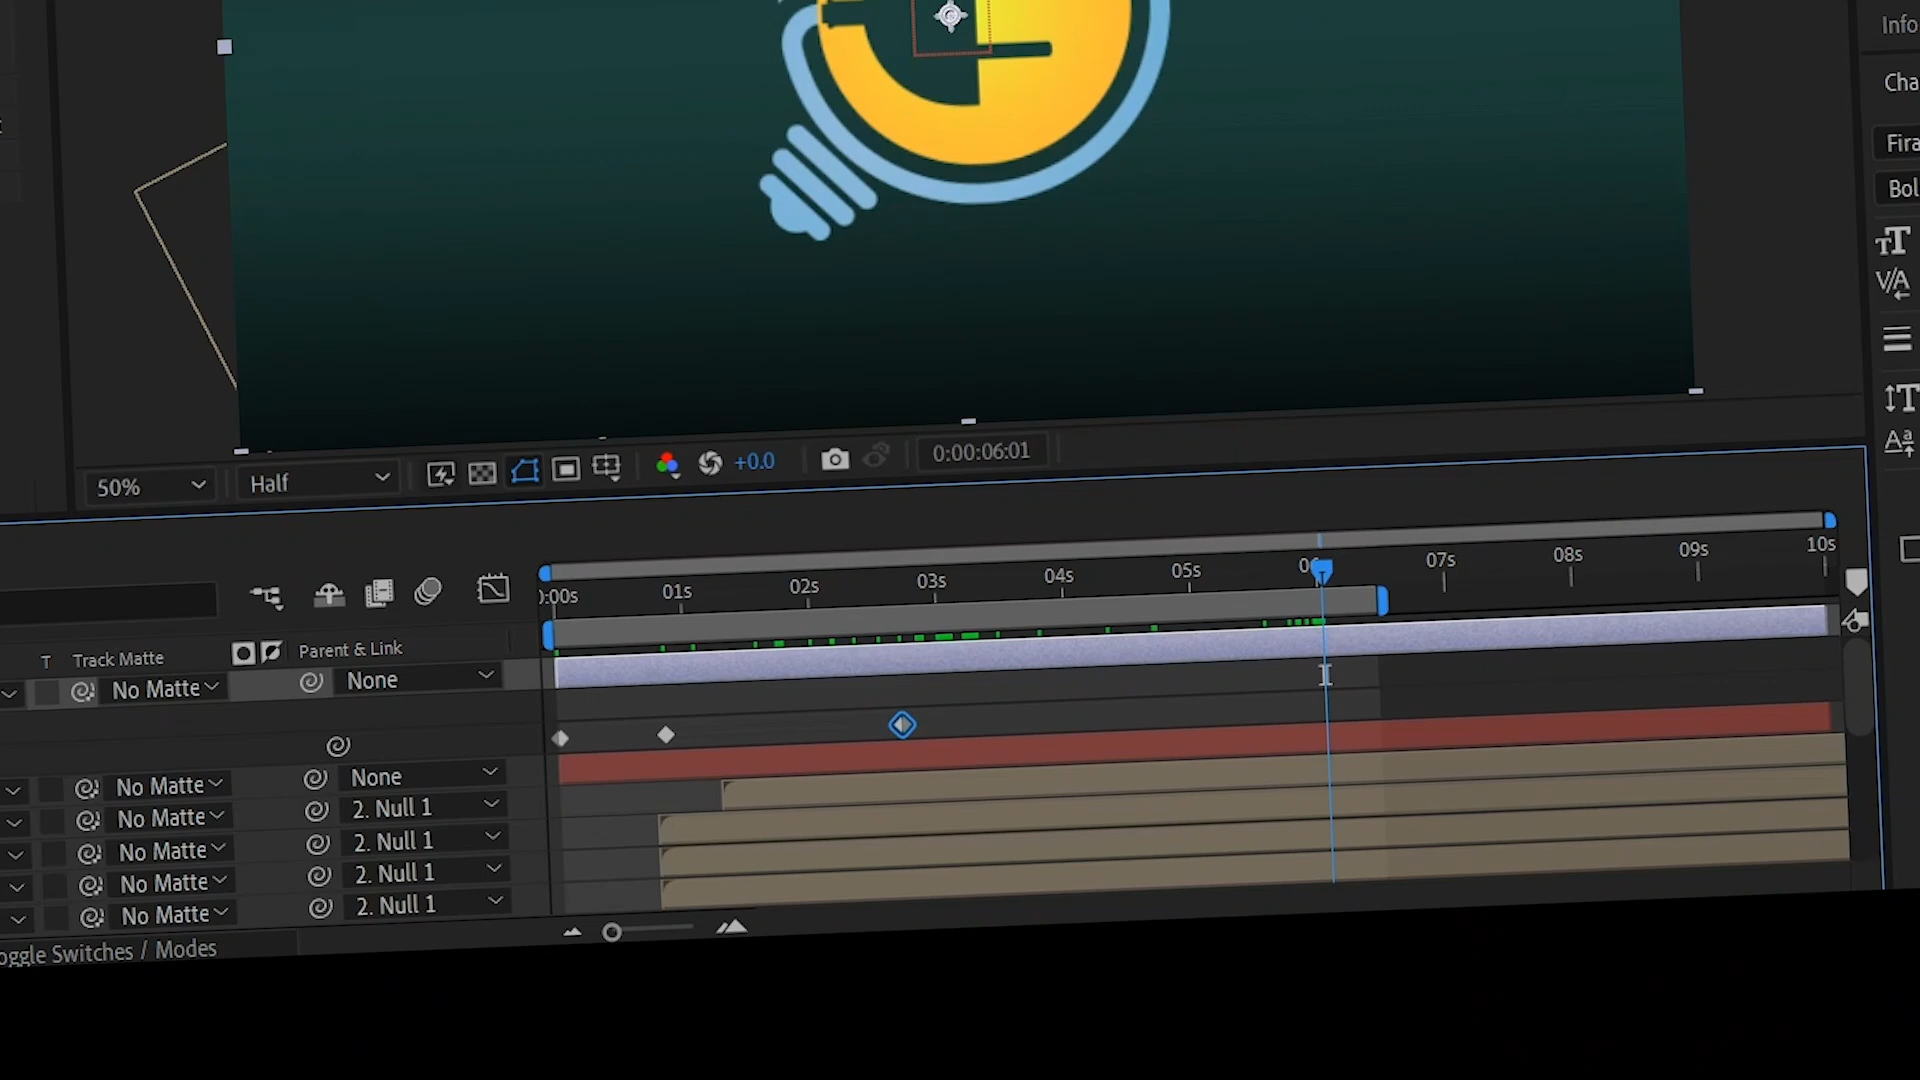 Info
Cha
Fira
Bol
50%
Half
+0.0
0:00:06:01
0:00s
01s
02s
03s
04s
05s
07s
08s
09s
10s
T
Track Matte
Parent & Link
No Matte
None
No Matte
None
No Matte
2. Null 1
No Matte
2. Null 1
No Matte
2. Null 1
No Matte
2. Null 1
oggle Switches / Modes